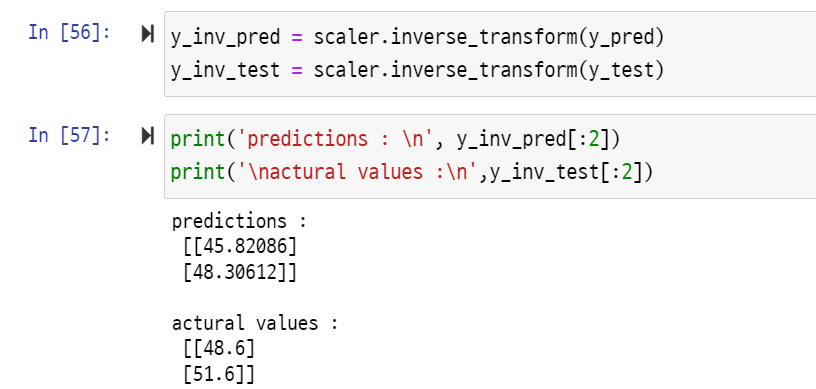 In [56]:
y_inv_pred = scaler.inverse_transform(y_pred)
y_inv_test = scaler.inverse_transform(y_test)
In [57]:
print('predictions : \n', y_inv_pred[:2])
print('\nactural values :\n',y_inv_test[:2])
predictions :
 [[45.82086]
 [48.30612]]

actural values :
 [[48.6]
 [51.6]]